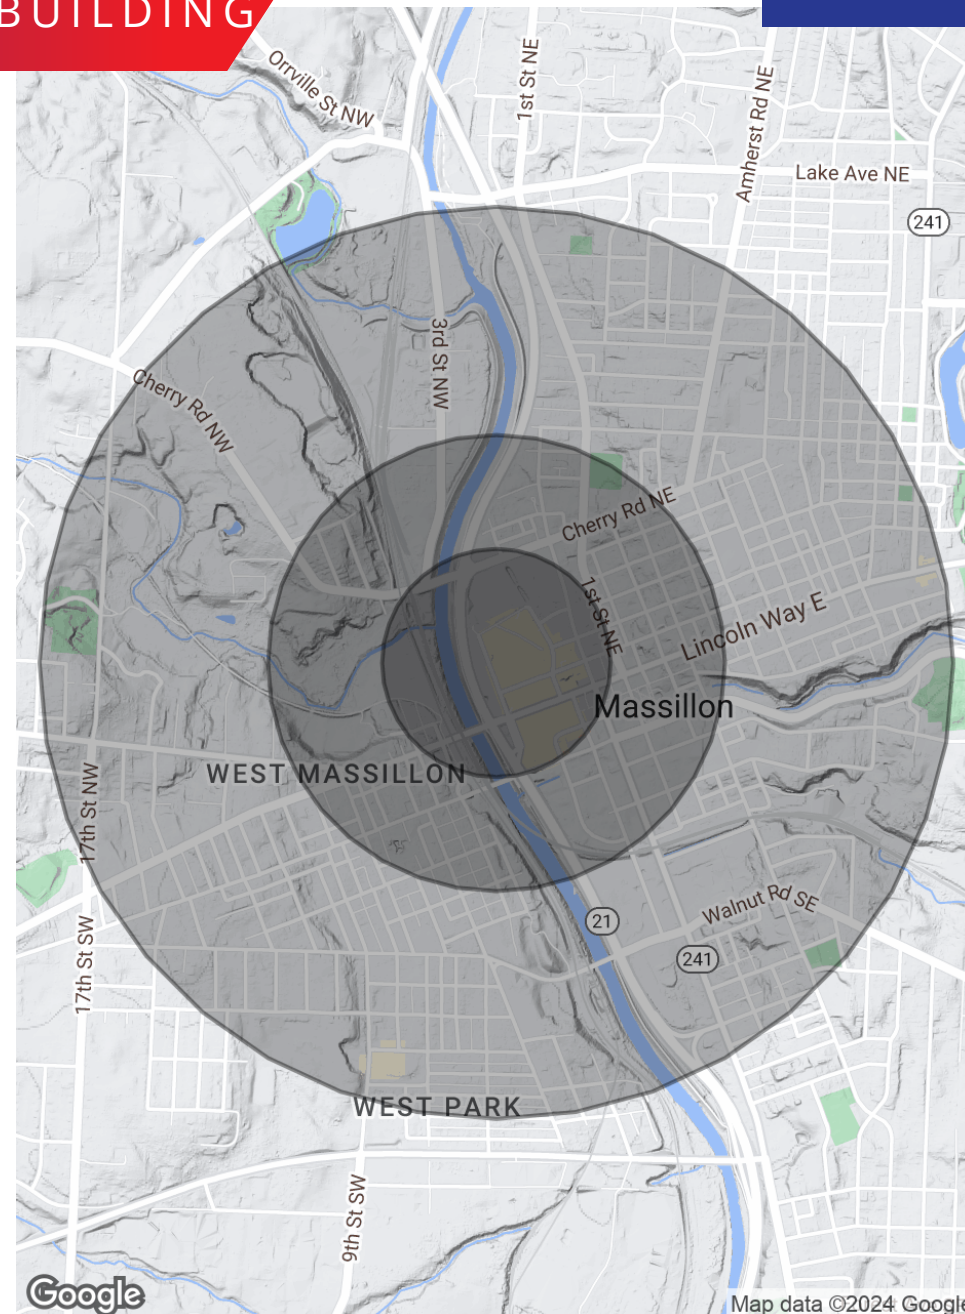 BUILDING
Orrville St NW
1st St NE
Amherst Rd NE
Lake Ave NE
241
3rd St NW
Cherry Rd NW
Cherry Rd NE
1st St NE
Lincoln Way E
Massillon
WEST MASSILLON
17th St NW
Walnut Rd SE
21
241
17th St SW
WEST PARK
9th St SW
Google
Map data ©2024 Google